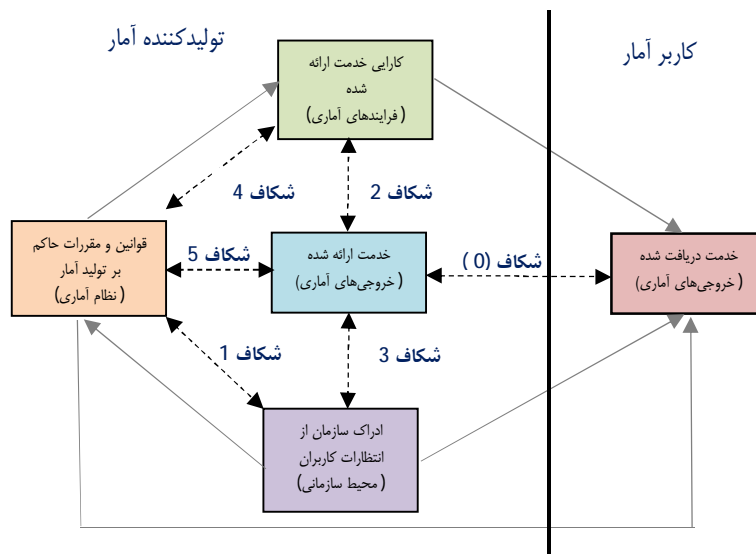 تولیدکننده آمار
کاربر آمار
کارایی خدمت ارائه
شده
(فرایندهای آماری)
شکاف 4
شکاف 2
قوانین و مقررات حاکم
بر تولید آمار
(نظام آماری)
شکاف 5
خدمت ارائه شده
(خروجی‌های آماری)
شکاف (0)
خدمت دریافت شده
(خروجی‌های آماری)
شکاف 1
شکاف 3
ادراک سازمان از
انتظارات کاربران
(محیط سازمانی)